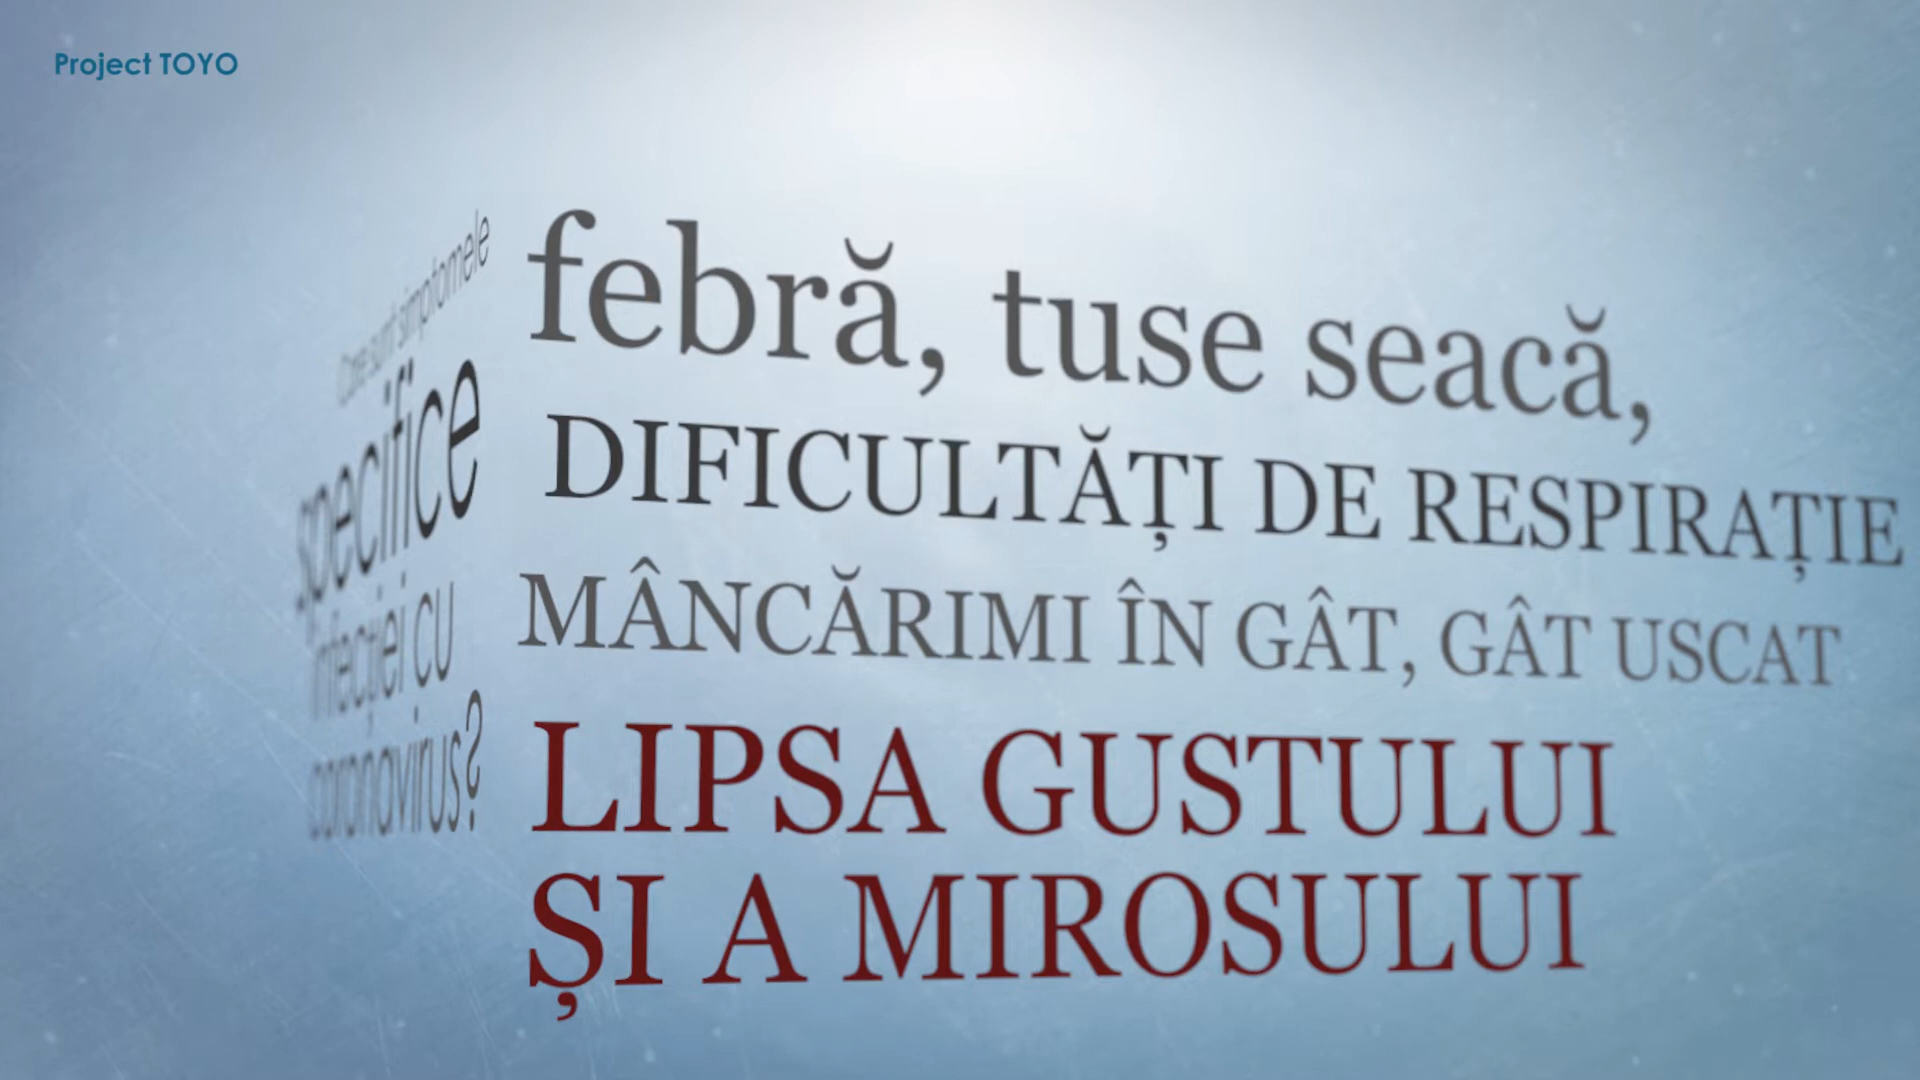 Project TOYO
Care sunt simptomele
specifice
infecției cu
coronavirus?
febră, tuse seacă,
DIFICULTĂȚI DE RESPIRAȚIE
MÂNCĂRIMI ÎN GÂT, GÂT USCAT
LIPSA GUSTULUI
ȘI A MIROSULUI